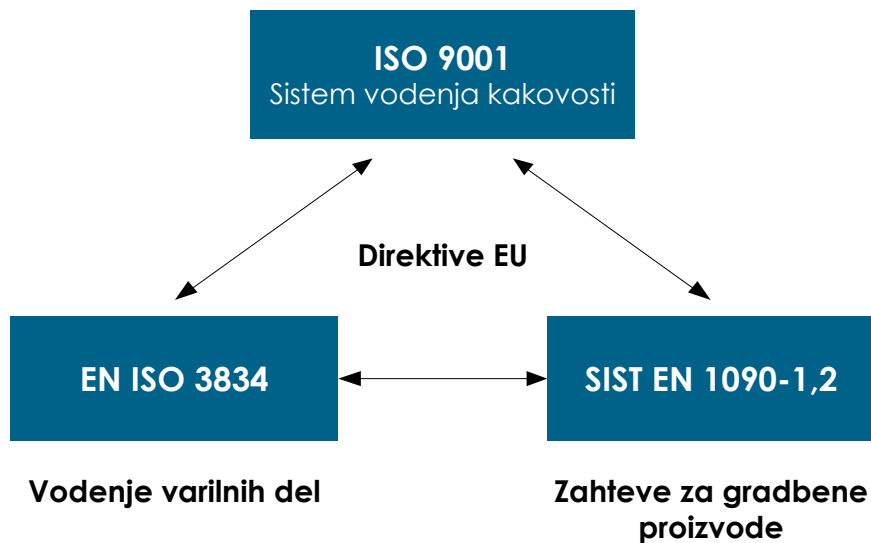 ISO 9001
Sistem vodenja kakovosti
Direktive EU
EN ISO 3834
SIST EN 1090-1,2
Vodenje varilnih del
Zahteve za gradbene
proizvode